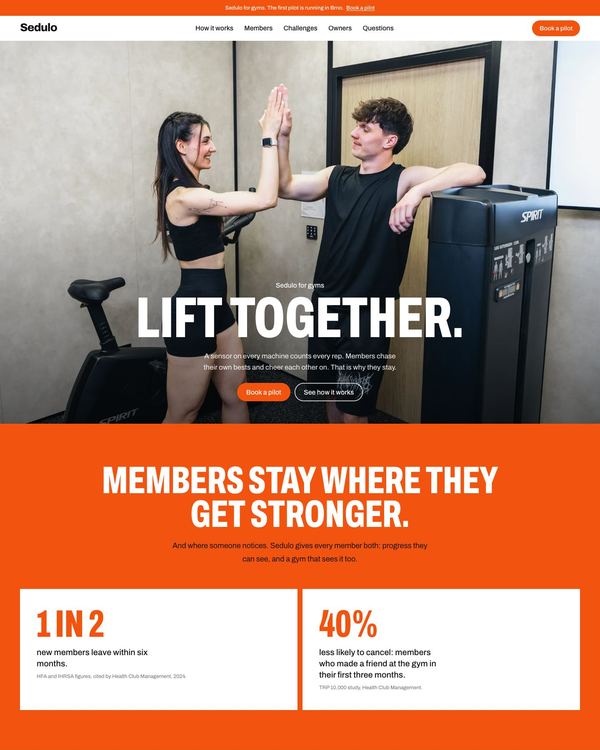 Sedulo for gyms. The first pilot is running in Brno. Book a pilot
Sedulo
How it works Members Challenges Owners Questions
Book a pilot
SPIRIT
Sedulo for gyms
LIFT TOGETHER.
A sensor on every machine counts every rep. Members chase
their own bests and cheer each other on. That is why they stay.
Book a pilot
See how it works
SPIRIT
MEMBERS STAY WHERE THEY
GET STRONGER.
And where someone notices. Sedulo gives every member both: progress they
can see, and a gym that sees it too.
1 IN 2
new members leave within six
months.
HFA and IHRSA figures, cited by Health Club Management, 2024
40%
less likely to cancel: members
who made a friend at the gym in
their first three months.
TRP 10,000 study, Health Club Management